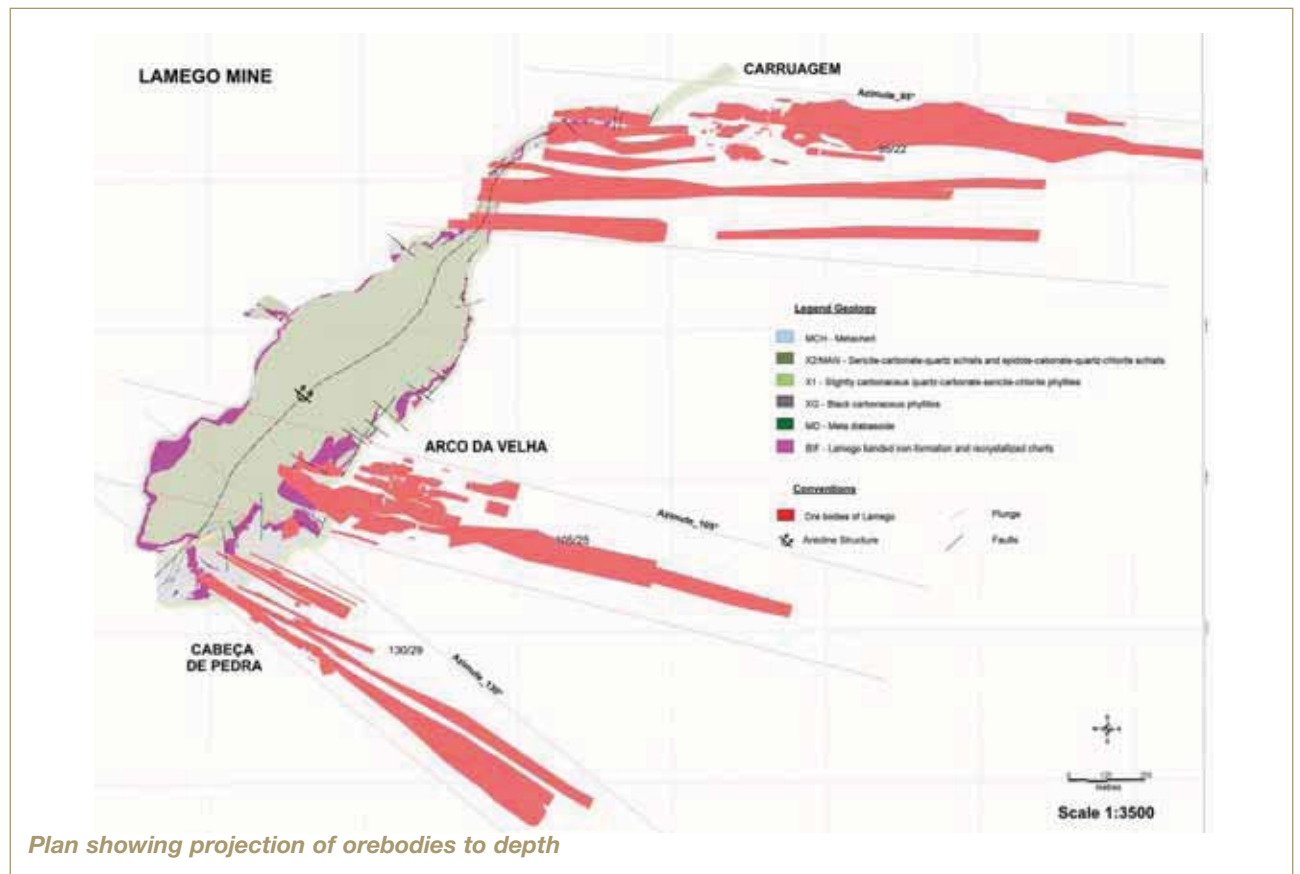 LAMEGO MINE
CARRUAGEM
Azimute_95°
95/22
Legend Geology
MCH - Metachert
X2/MAN - Sericite-carbonate-quartz schists and epidote-carbonate-quartz-chlorite schists
X1 - Slightly carbonaceous quartz-carbonate-sericite-chlorite phyllites
XG - Black carbonaceous phyllites
MD - Meta diabasoide
BIF - Lamego banded iron-formation and recrystallized cherts
Conventions
Ore bodies of Lamego
Plunge
Anticline Structure
Faults
ARCO DA VELHA
Azimute_105°
105/25
CABEÇA
DE PEDRA
130/29
Azimute_130°
Metres
Scale 1:3500
Plan showing projection of orebodies to depth